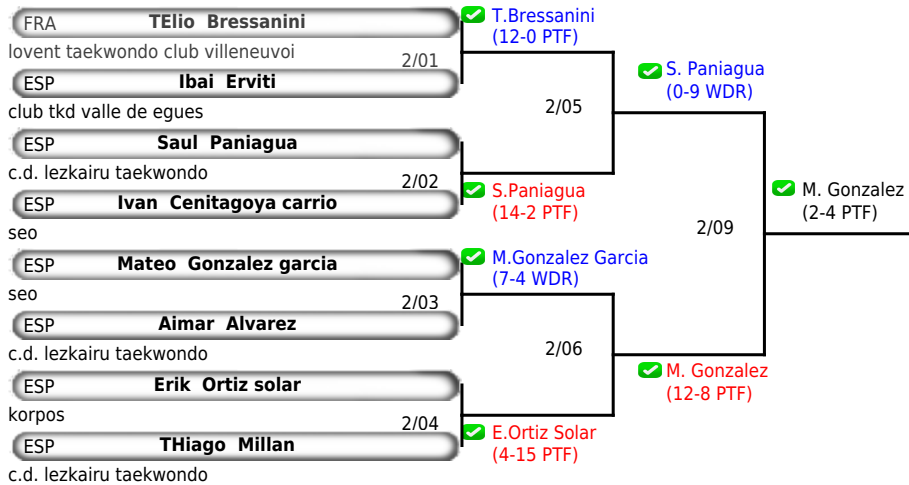 FRA TElio Bressanini
lovent taekwondo club villeneuvoi
2/01
ESP Ibai Erviti
club tkd valle de egues
ESP Saul Paniagua
c.d. lezkairu taekwondo
2/02
ESP Ivan Cenitagoya carrio
seo
ESP Mateo Gonzalez garcia
seo
2/03
ESP Aimar Alvarez
c.d. lezkairu taekwondo
ESP Erik Ortiz solar
korpos
2/04
ESP THiago Millan
c.d. lezkairu taekwondo
T.Bressanini
(12-0 PTF)
2/05
S.Paniagua
(14-2 PTF)
M.Gonzalez Garcia
(7-4 WDR)
2/06
E.Ortiz Solar
(4-15 PTF)
S. Paniagua
(0-9 WDR)
2/09
M. Gonzalez
(12-8 PTF)
M. Gonzalez
(2-4 PTF)